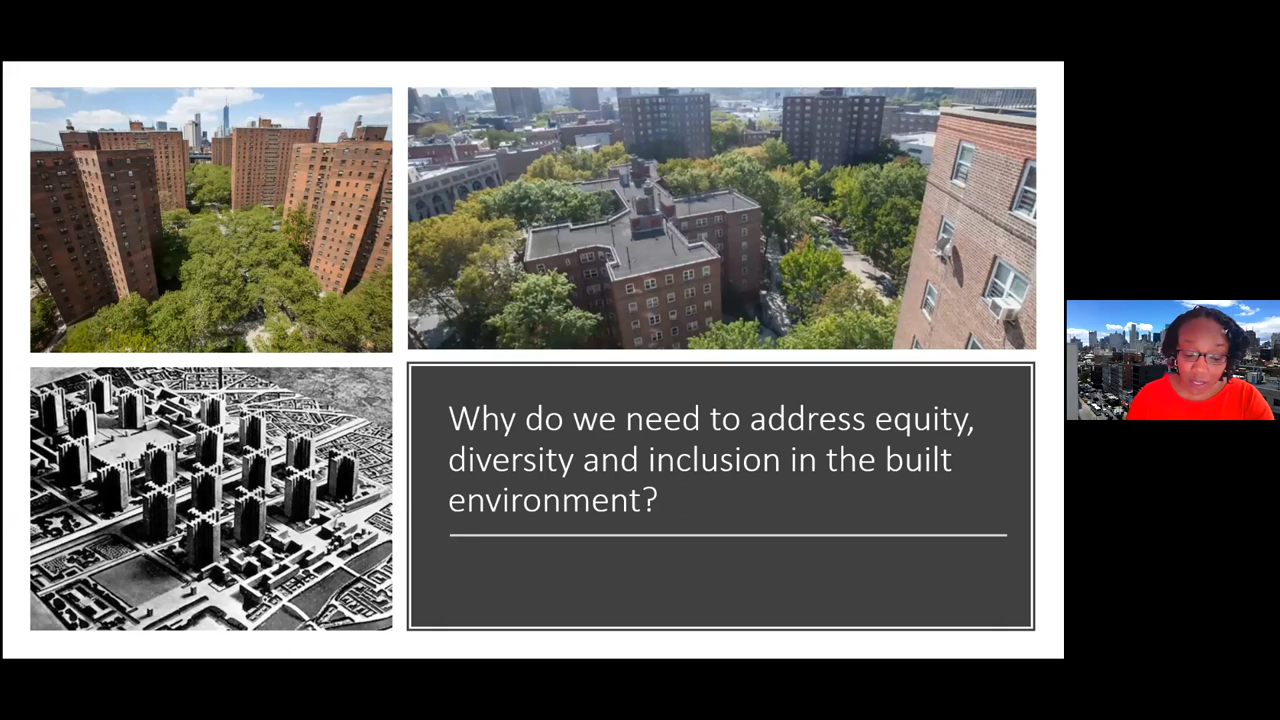 Why do we need to address equity,
diversity and inclusion in the built
environment?